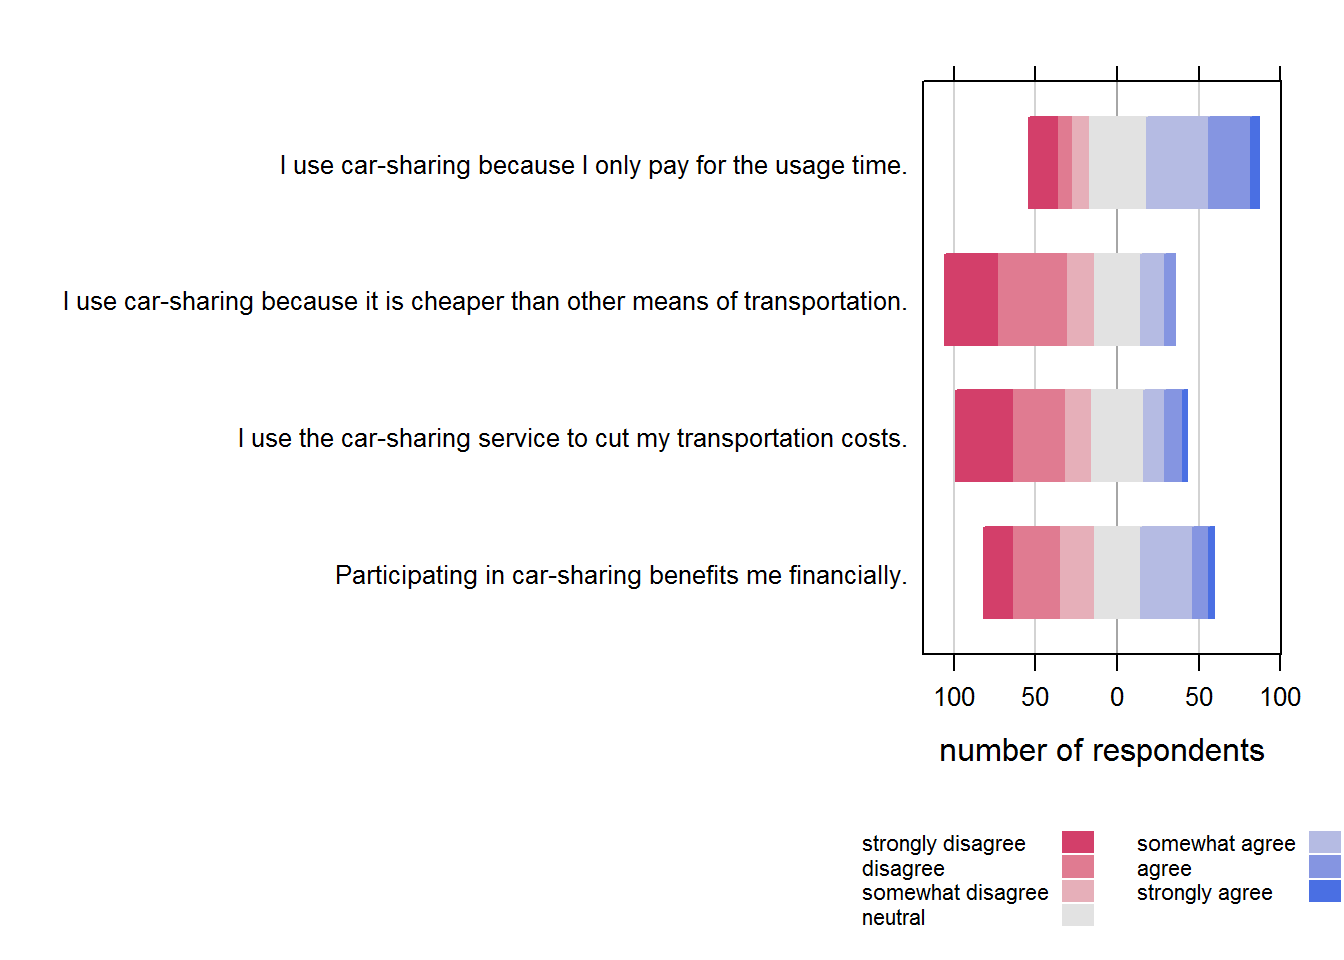 I use car-sharing because I only pay for the usage time.
I use car-sharing because it is cheaper than other means of transportation.
I use the car-sharing service to cut my transportation costs.
Participating in car-sharing benefits me financially.
100 50 0 50 100
number of respondents
strongly disagree somewhat agree
disagree agree
somewhat disagree strongly agree
neutral